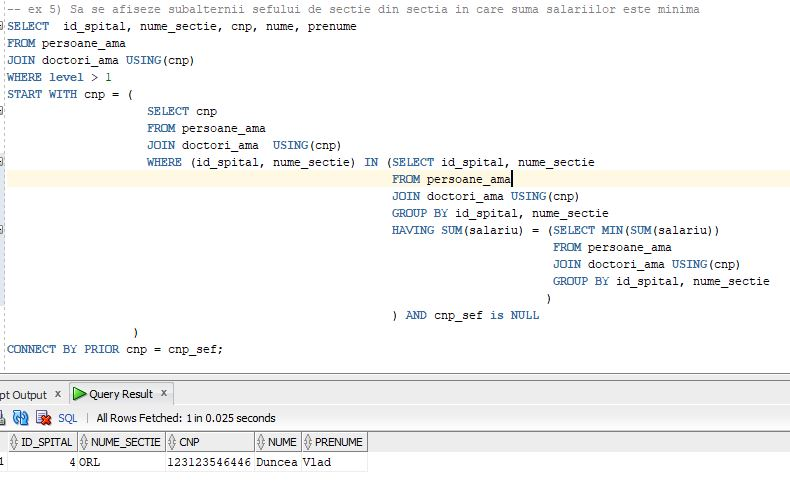 -- ex 5) Sa se afiseze subalternii sefului de sectie din sectia in care suma salariilor este minima
SELECT  id_spital, nume_sectie, cnp, nume, prenume
FROM persoane_ama
JOIN doctori_ama USING(cnp)
WHERE level > 1
START WITH cnp = (
SELECT cnp
FROM persoane_ama
JOIN doctori_ama  USING(cnp)
WHERE (id_spital, nume_sectie) IN (SELECT id_spital, nume_sectie
FROM persoane_ama
JOIN doctori_ama USING(cnp)
GROUP BY id_spital, nume_sectie
HAVING SUM(salariu) = (SELECT MIN(SUM(salariu))
FROM persoane_ama
JOIN doctori_ama USING(cnp)
GROUP BY id_spital, nume_sectie
)
) AND cnp_sef is NULL
)
CONNECT BY PRIOR cnp = cnp_sef;
pt Output x Query Result x
SQL | All Rows Fetched: 1 in 0.025 seconds
ID_SPITAL NUME_SECTIE CNP NUME PRENUME
1 4 ORL 123123546446 Duncea Vlad